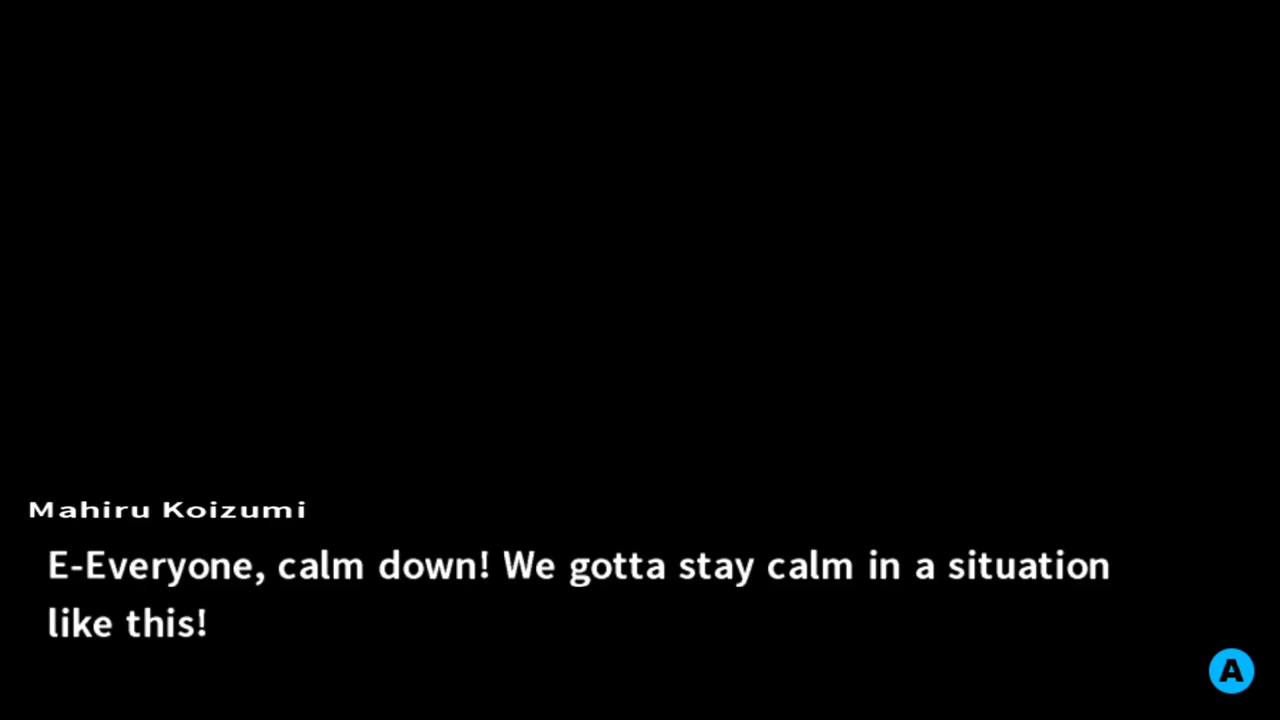 Mahiru Koizumi
E-Everyone, calm down! We gotta stay calm in a situation
like this!
A